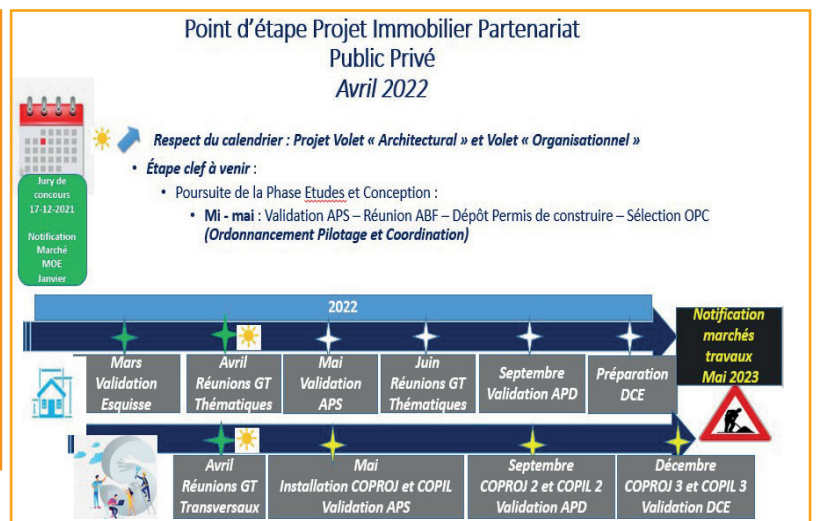 Point d'étape Projet Immobilier Partenariat
Public Privé
Avril 2022
Respect du calendrier : Projet Volet « Architectural » et Volet « Organisationnel »
• Étape clef à venir :
• Poursuite de la Phase Etudes et Conception :
• Mi - mai : Validation APS – Réunion ABF – Dépôt Permis de construire – Sélection OPC
(Ordonnancement Pilotage et Coordination)
Jury de
concours
17-12-2021
Notification
Marché
MOE
Janvier
2022
Notification
marchés
travaux
Mai 2023
Mars
Validation
Esquisse
Avril
Réunions GT
Thématiques
Mai
Validation
APS
Juin
Réunions GT
Thématiques
Septembre
Validation APD
Préparation
DCE
Avril
Réunions GT
Transversaux
Mai
Installation COPROJ et COPIL
Validation APS
Septembre
COPROJ 2 et COPIL 2
Validation APD
Décembre
COPROJ 3 et COPIL 3
Validation DCE